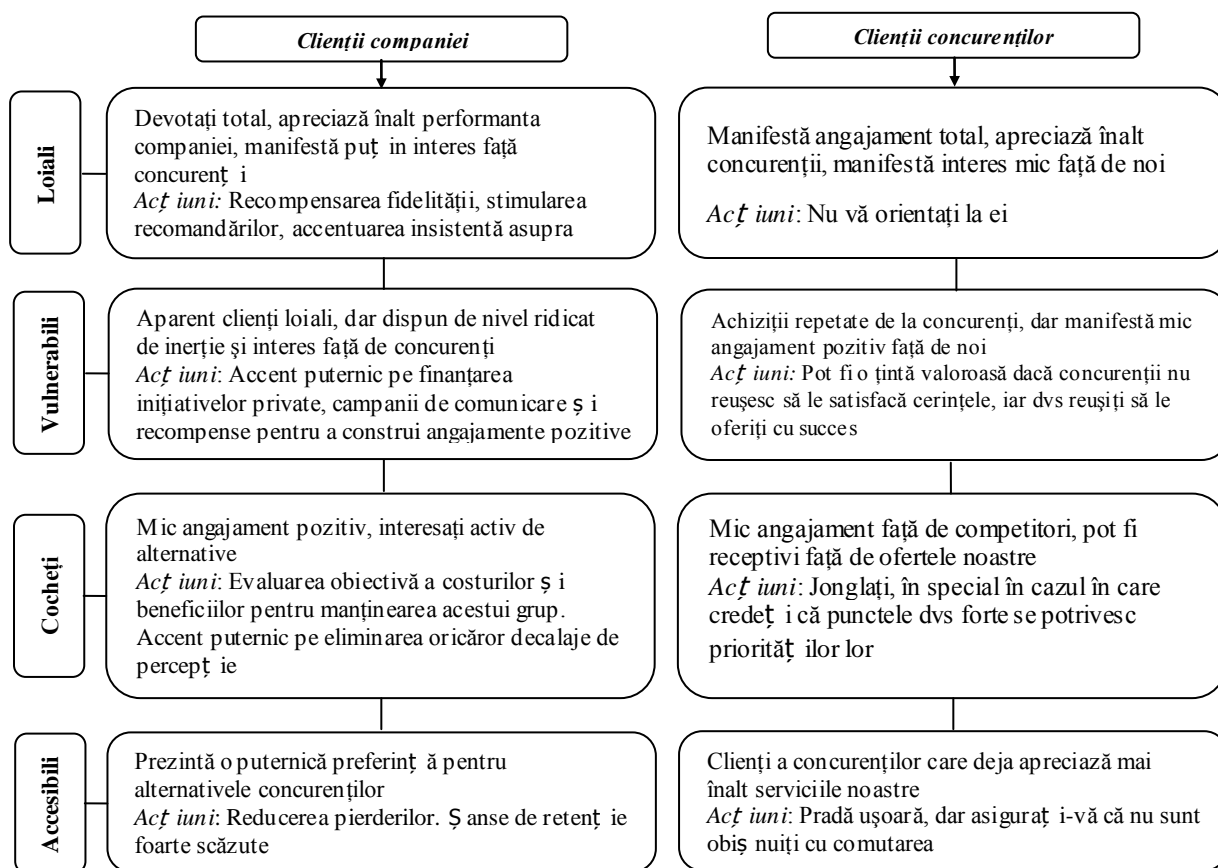 Clienții companiei
Clienții concurenților
Loiali
Devotați total, apreciază înalt performanta
companiei, manifestă puț in interes față
concurenț i
Acț iuni: Recompensarea fidelității, stimularea
recomandărilor, accentuarea insistentă asupra
Manifestă angajament total, apreciază înalt
concurenții, manifestă interes mic față de noi
Acț iuni: Nu vă orientați la ei
Vulnerabili
Aparent clienți loiali, dar dispun de nivel ridicat
de inerție și interes față de concurenți
Acț iuni: Accent puternic pe finanțarea
inițiativelor private, campanii de comunicare ș i
recompense pentru a construi angajamente pozitive
Achiziții repetate de la concurenți, dar manifestă mic
angajament pozitiv față de noi
Acț iuni: Pot fi o țintă valoroasă dacă concurenții nu
reușesc să le satisfacă cerințele, iar dvs reușiți să le
oferiți cu succes
Cocheți
Mic angajament pozitiv, interesați activ de
alternative
Acț iuni: Evaluarea obiectivă a costurilor ș i
beneficiilor pentru manținearea acestui grup.
Accent puternic pe eliminarea oricăror decalaje de
percepț ie
Mic angajament față de competitori, pot fi
receptivi față de ofertele noastre
Acț iuni: Jonglați, în special în cazul în care
credeț i că punctele dvs forte se potrivesc
priorităț ilor lor
Accesibili
Prezintă o puternică preferinț ă pentru
alternativele concurenților
Acț iuni: Reducerea pierderilor. Ș anse de retenț ie
foarte scăzute
Clienți a concurenților care deja apreciază mai
înalt serviciile noastre
Acț iuni: Pradă ușoară, dar asiguraț i-vă că nu sunt
obiș nuiți cu comutarea